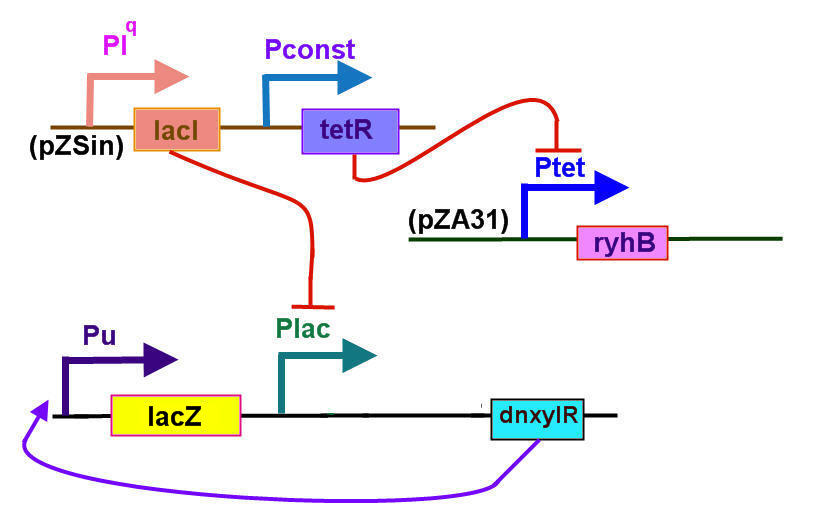 PI^q
Pconst
lacI
tetR
(pZSin)
Ptet
(pZA31)
ryhB
Plac
Pu
lacZ
dnxylR